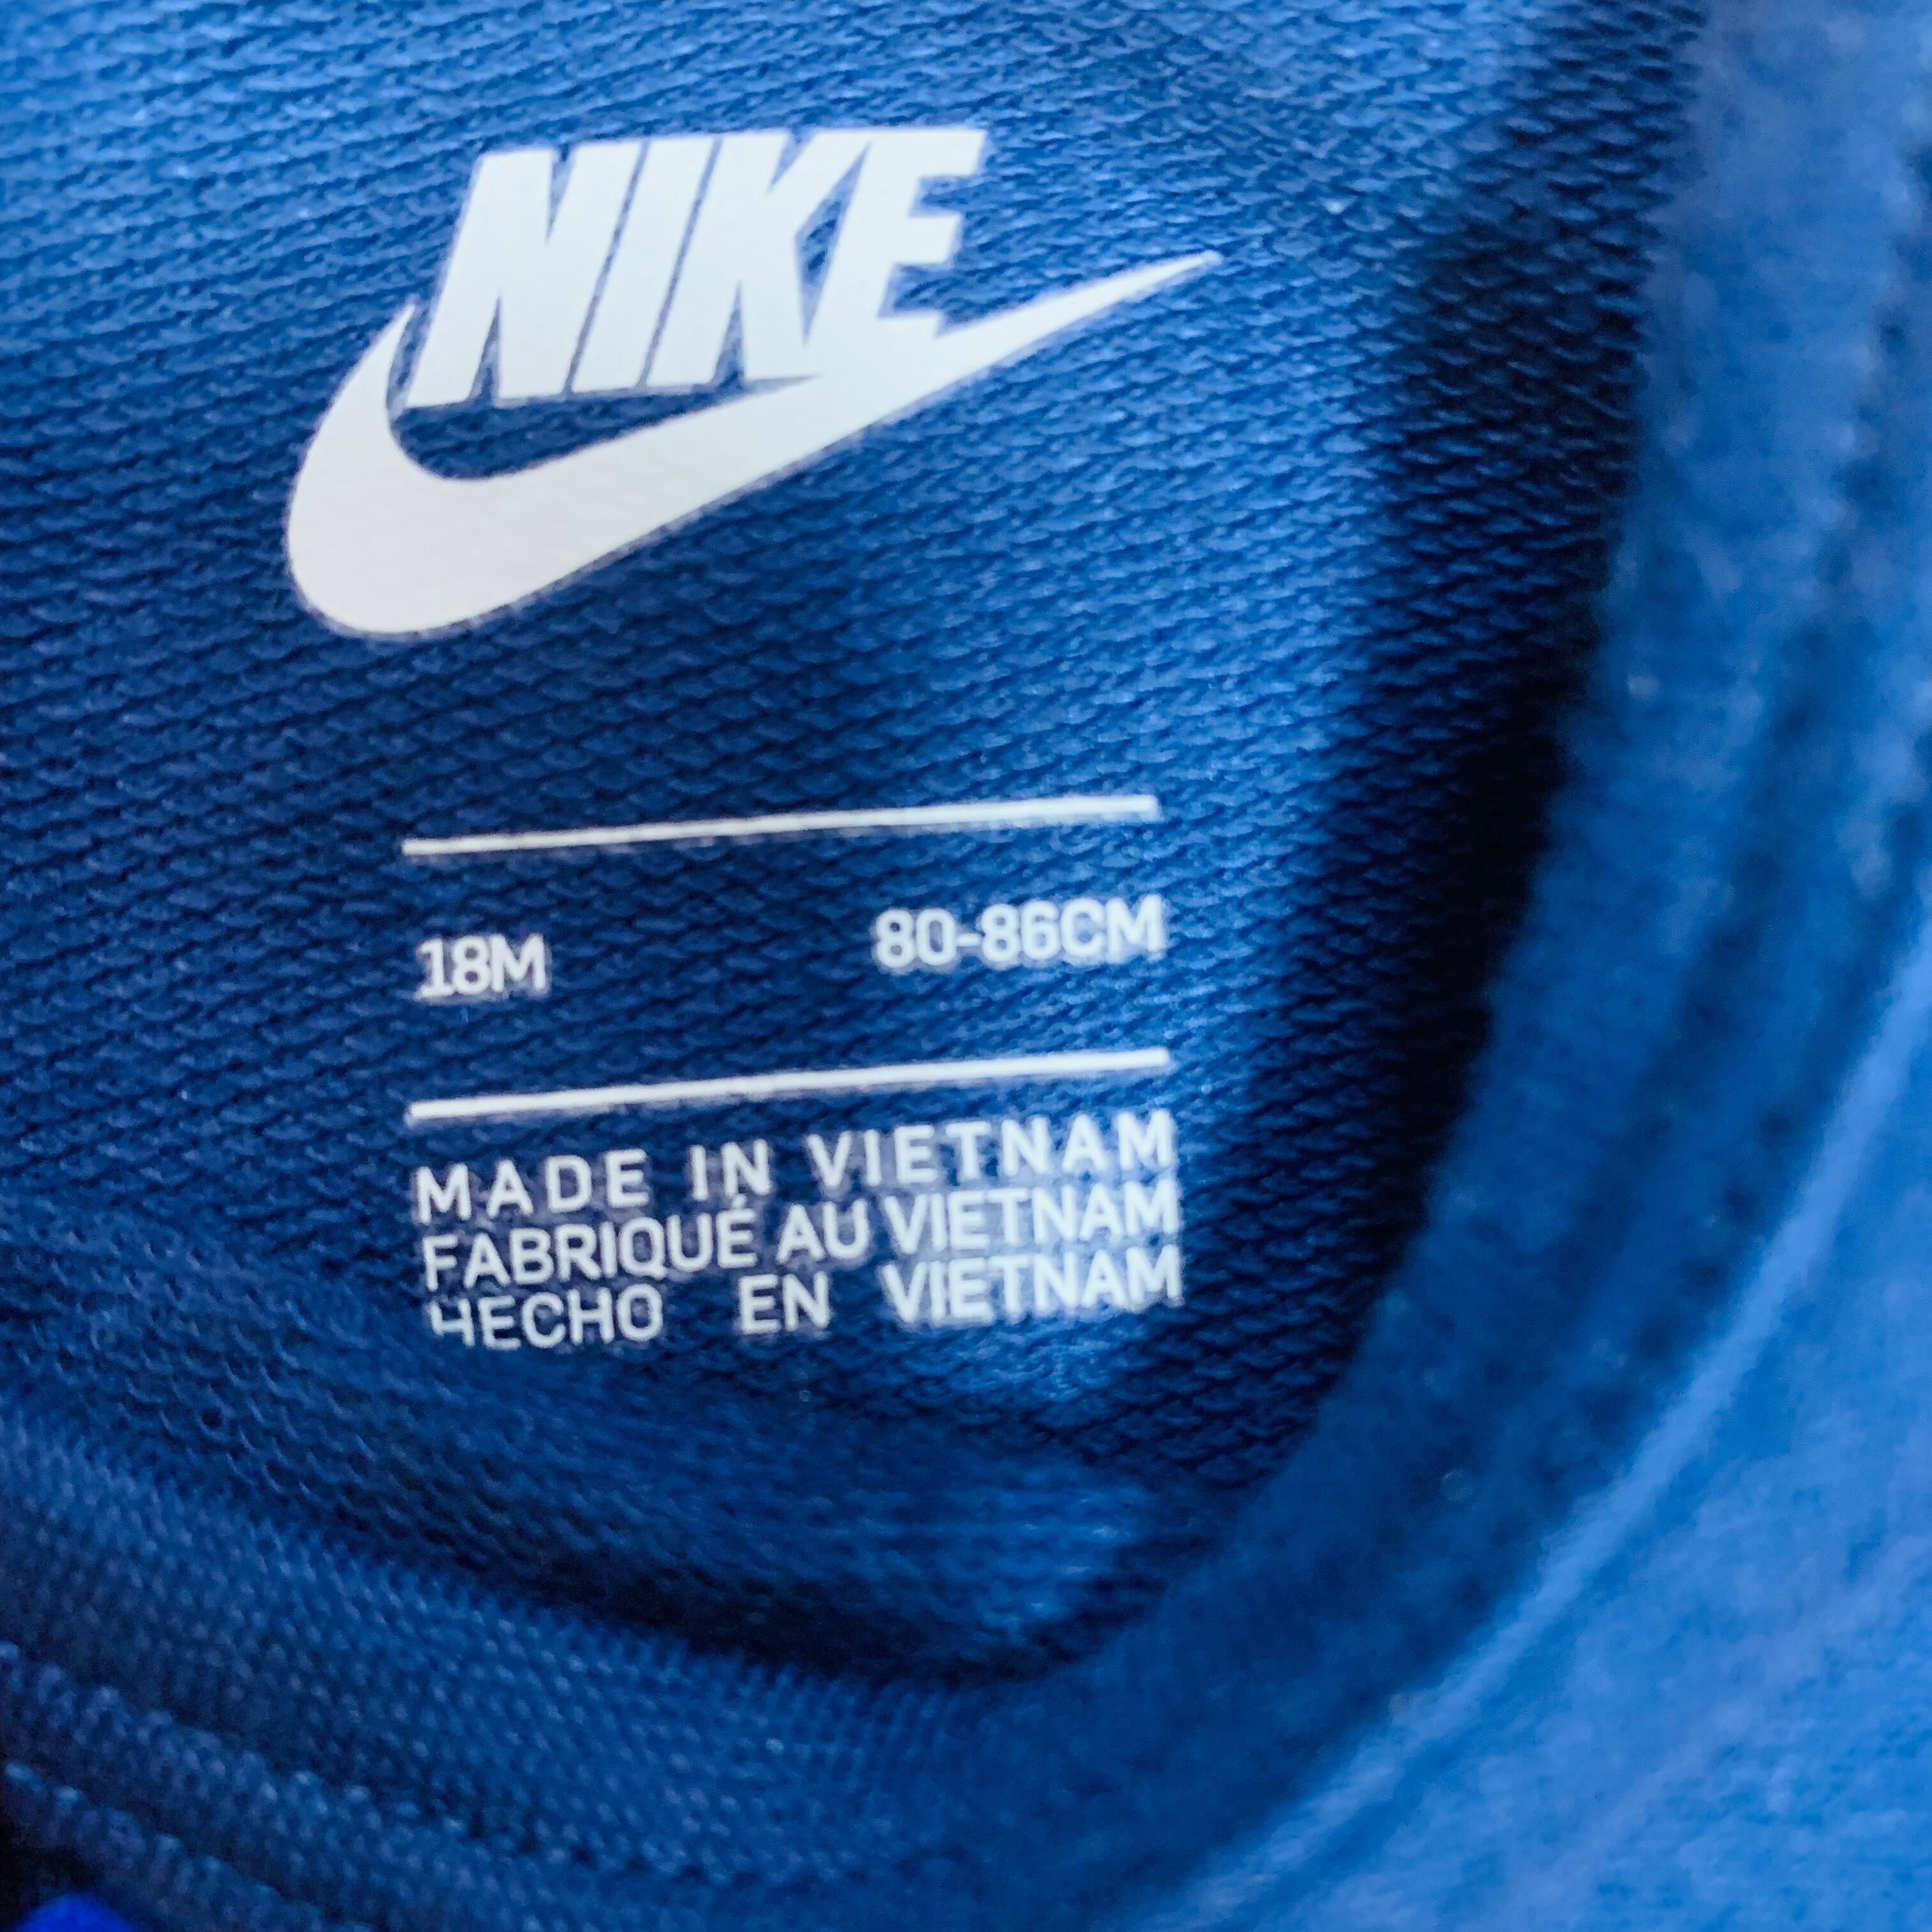 NIKE
18M 80-86CM
MADE IN VIETNAM
FABRIQUÉ AU VIETNAM
HECHO EN VIETNAM